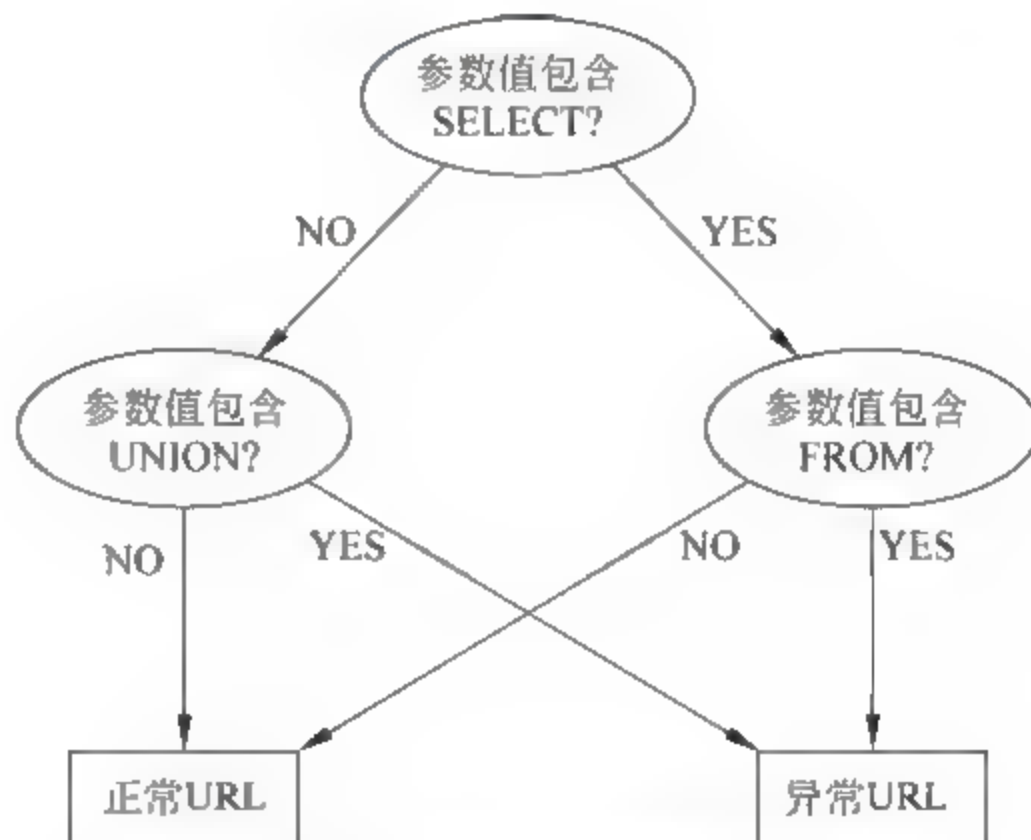 参数值包含
SELECT?
NO
YES
参数值包含
UNION?
参数值包含
FROM?
NO
YES
NO
YES
正常URL
异常URL